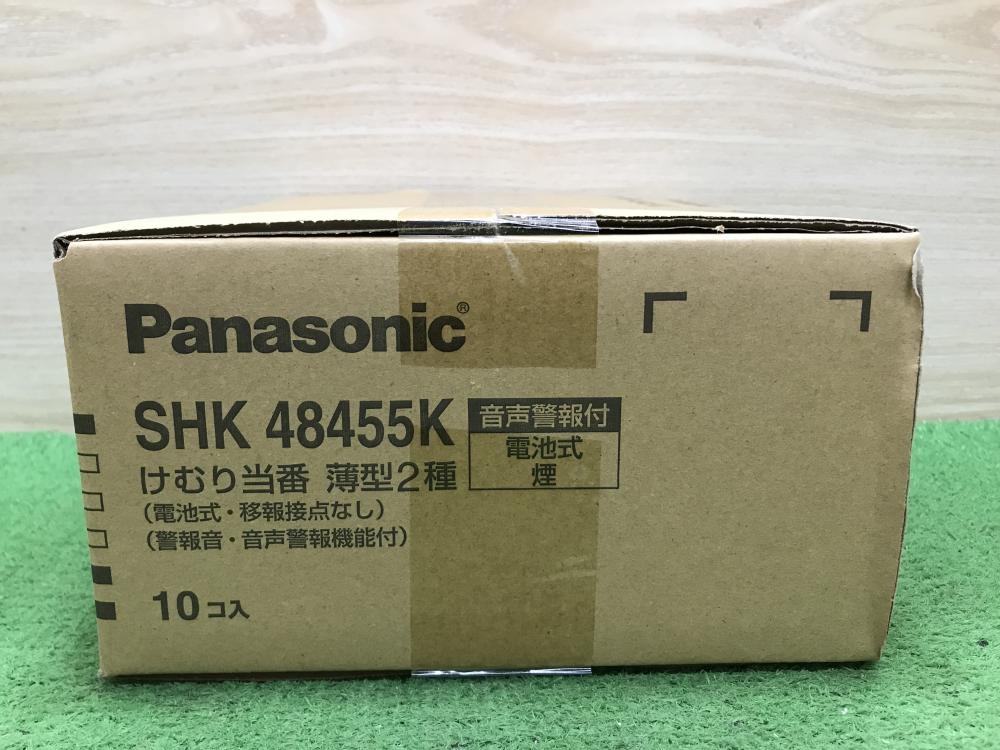 Panasonic®
SHK 48455K
音声警報付
電池式
煙
けむり当番 薄型2種
(電池式・移報接点なし)
(警報音・音声警報機能付)
10コ入